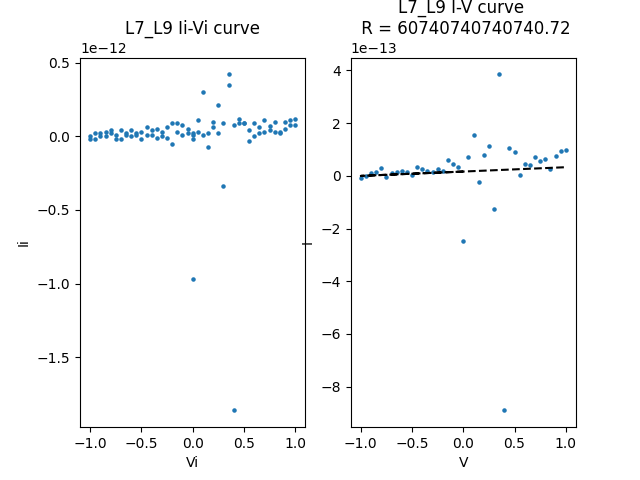 L7_L9 Ii-Vi curve
1e−12
0.5
0.0
−0.5
−1.0
−1.5
Ii
−1.0 −0.5 0.0 0.5 1.0
Vi
L7_L9 I-V curve
R = 60740740740740.72
1e−13
4
2
0
−2
−4
−6
−8
I
−1.0 −0.5 0.0 0.5 1.0
V